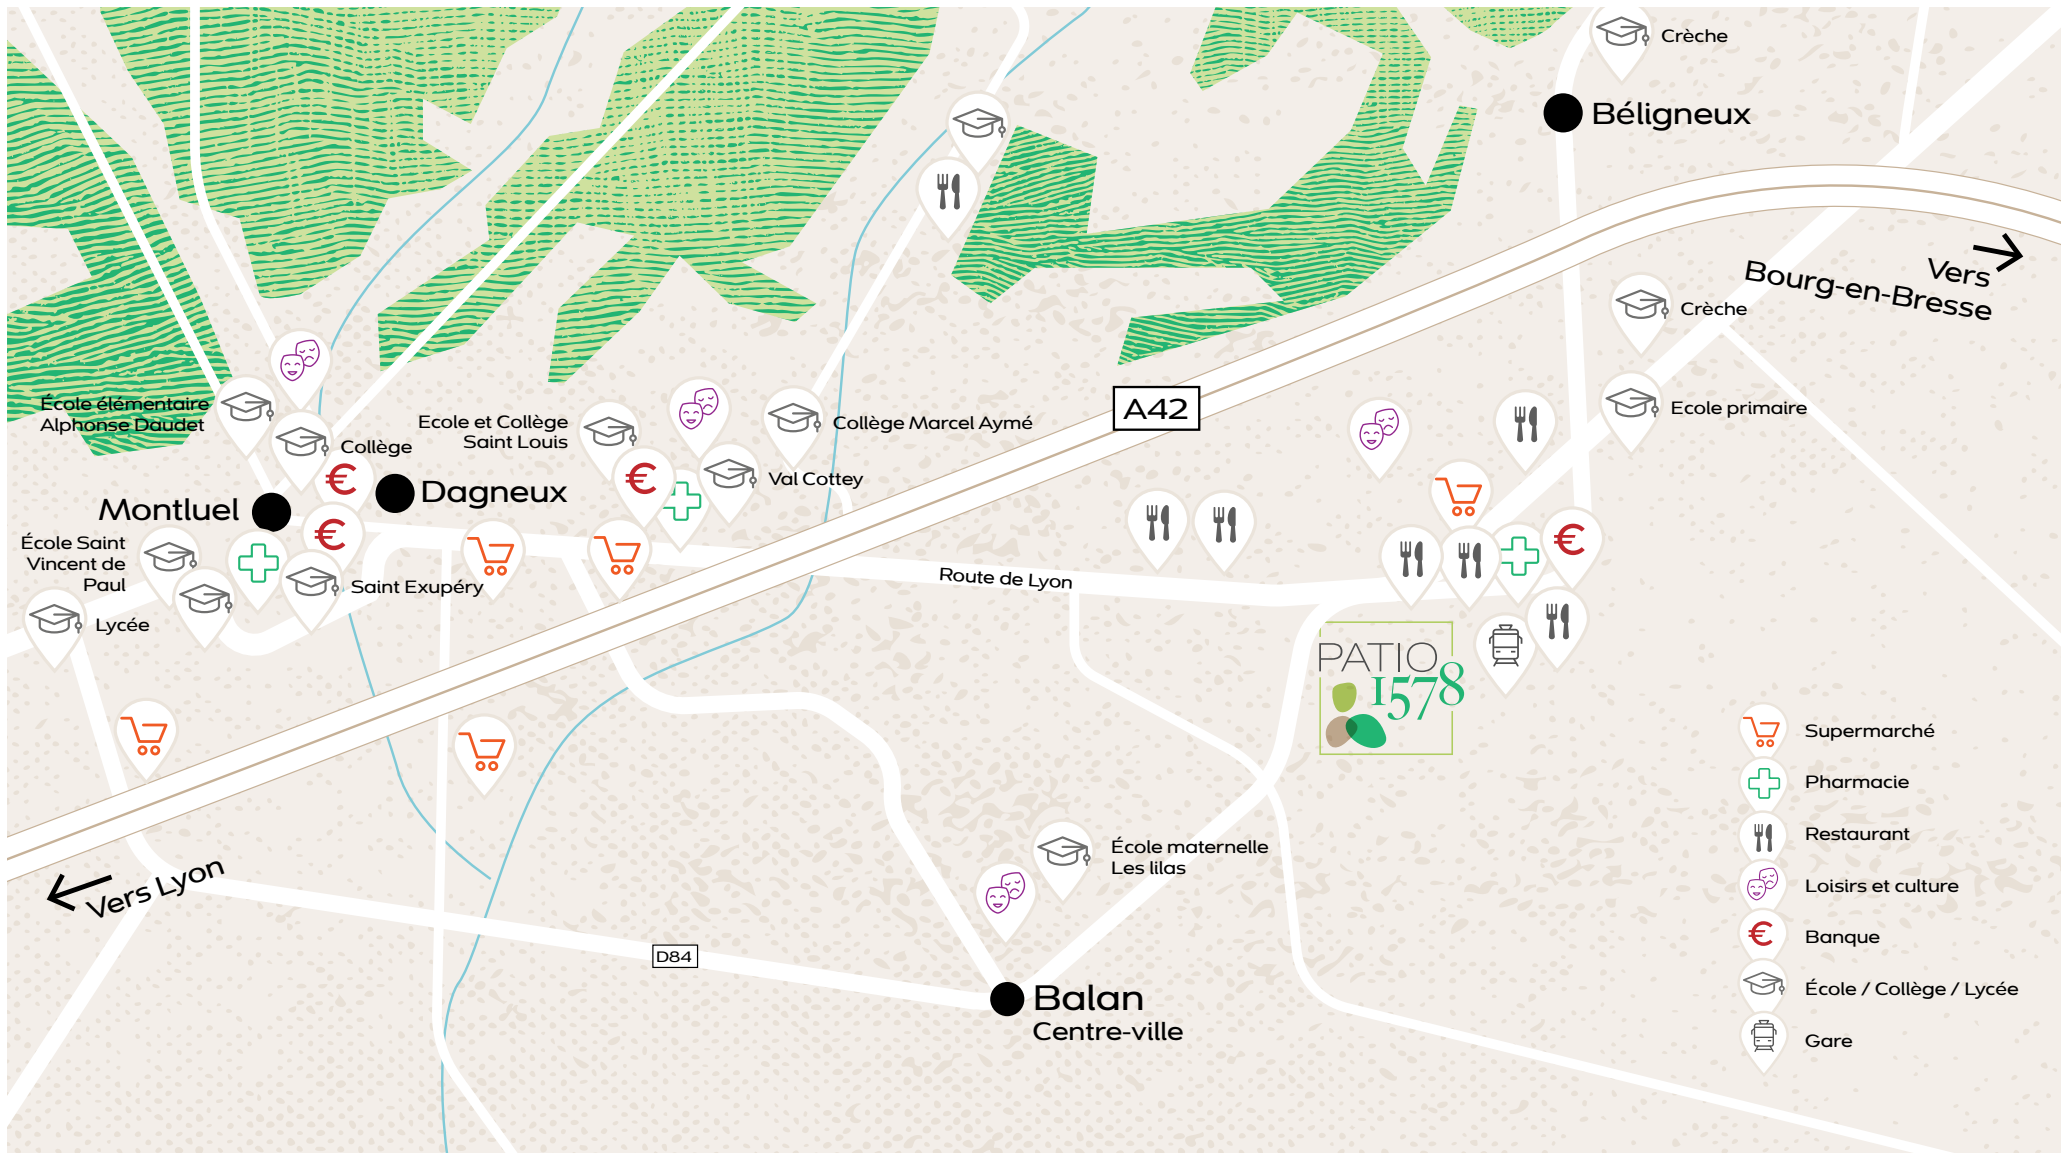 Crèche
Béligneux
Vers
Bourg-en-Bresse
Crèche
Ecole primaire
A42
École élémentaire
Alphonse Daudet
Collège
Ecole et Collège
Saint Louis
Collège Marcel Aymé
Val Cottey
Montluel
Dagneux
École Saint
Vincent de
Paul
Saint Exupéry
Lycée
Route de Lyon
PATIO
1578
Vers Lyon
École maternelle
Les lilas
D84
Balan
Centre-ville
Supermarché
Pharmacie
Restaurant
Loisirs et culture
€ Banque
École / Collège / Lycée
Gare